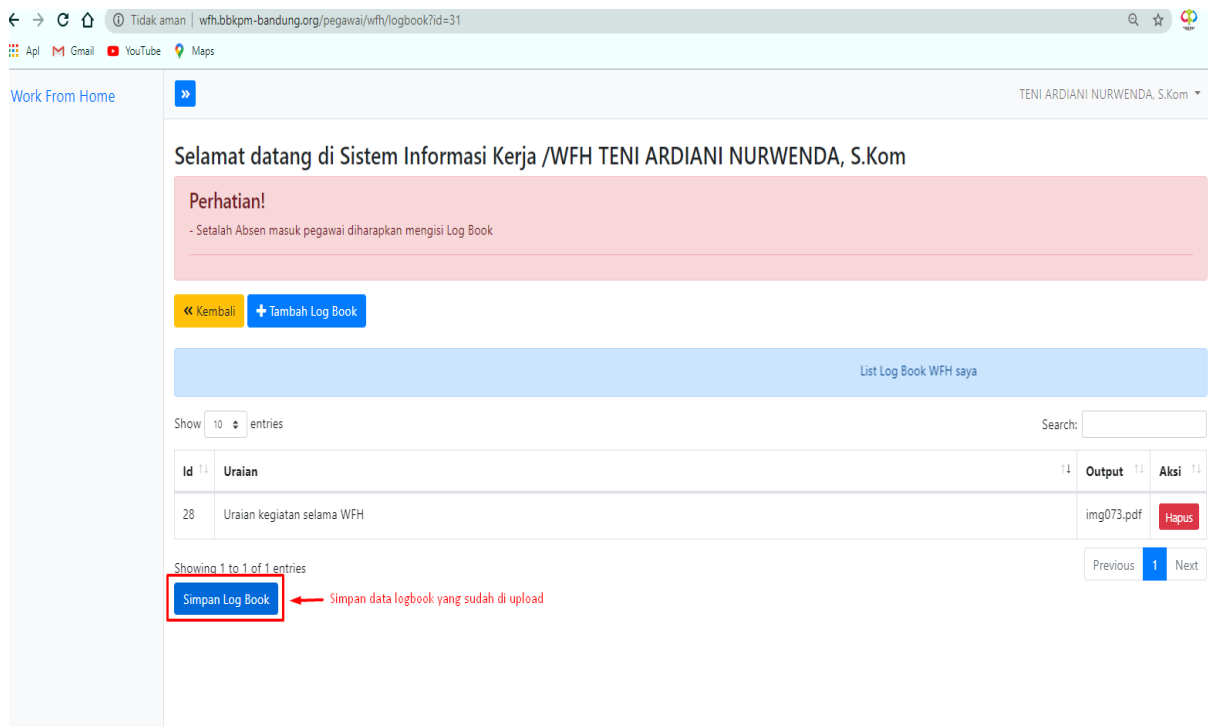 Tidak aman | wfh.bbkpm-bandung.org/pegawai/wfh/logbook?id=31
Apl Gmail YouTube Maps
Work From Home
TENI ARDIANI NURWENDA, S.Kom
Selamat datang di Sistem Informasi Kerja /WFH TENI ARDIANI NURWENDA, S.Kom
Perhatian!
- Setalah Absen masuk pegawai diharapkan mengisi Log Book
« Kembali + Tambah Log Book
List Log Book WFH saya
Show 10 entries Search:
Id Uraian Output Aksi
28 Uraian kegiatan selama WFH img073.pdf Hapus
Showing 1 to 1 of 1 entries Previous 1 Next
Simpan Log Book Simpan data logbook yang sudah di upload